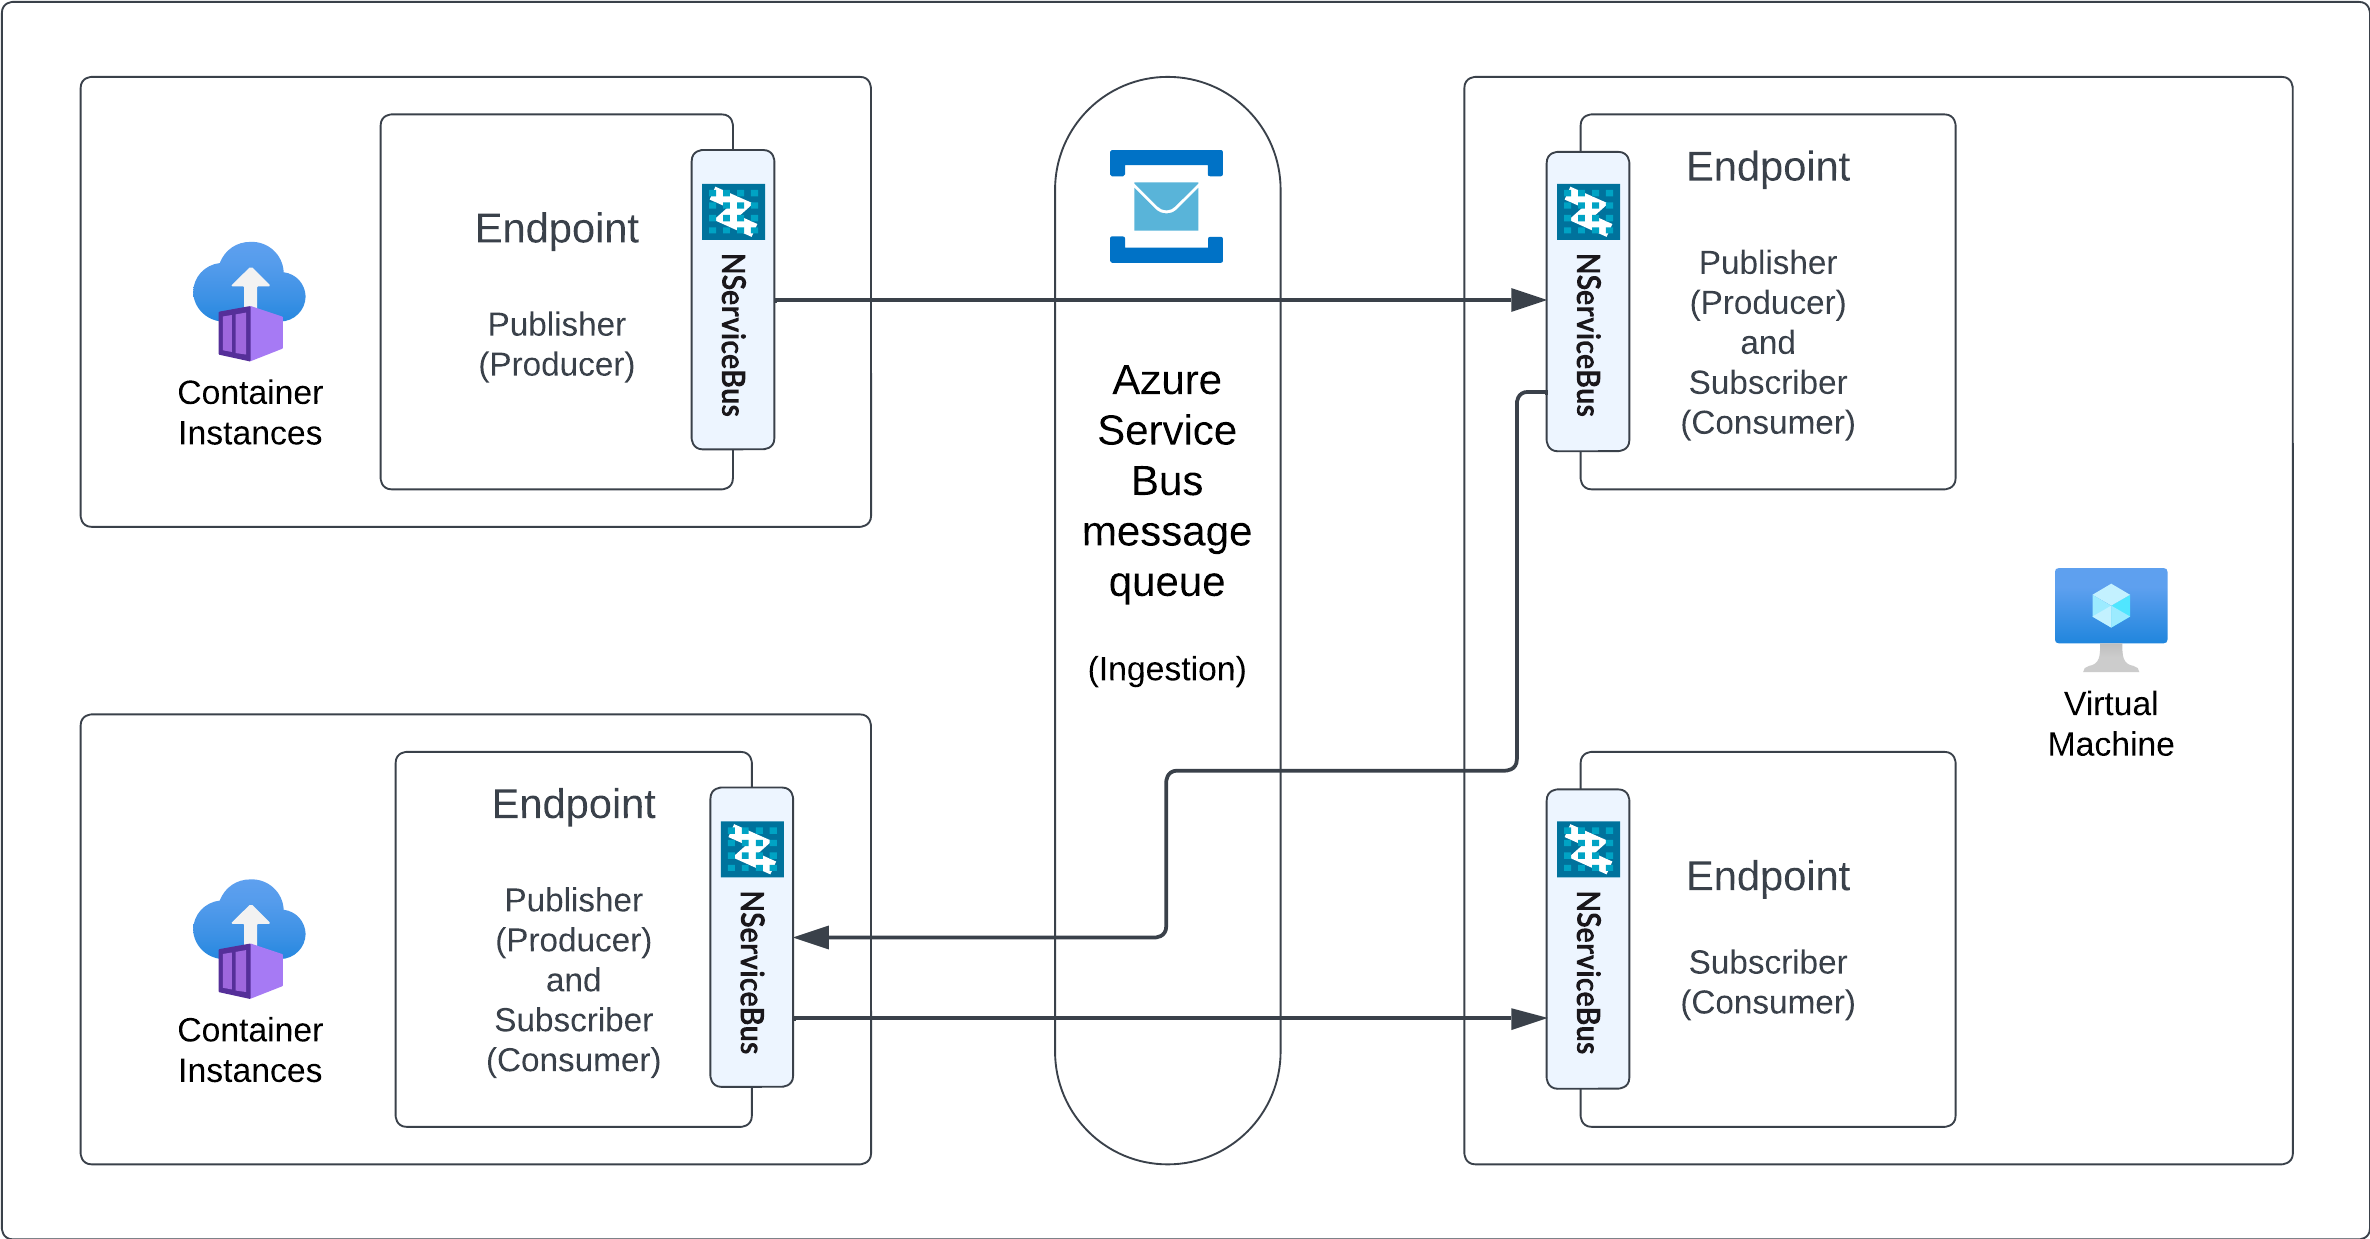 Container
Instances
Endpoint
Publisher
(Producer)
NServiceBus
Azure
Service
Bus
message
queue
(Ingestion)
NServiceBus
Endpoint
Publisher
(Producer)
and
Subscriber
(Consumer)
Virtual
Machine
Container
Instances
Endpoint
Publisher
(Producer)
and
Subscriber
(Consumer)
NServiceBus
NServiceBus
Endpoint
Subscriber
(Consumer)